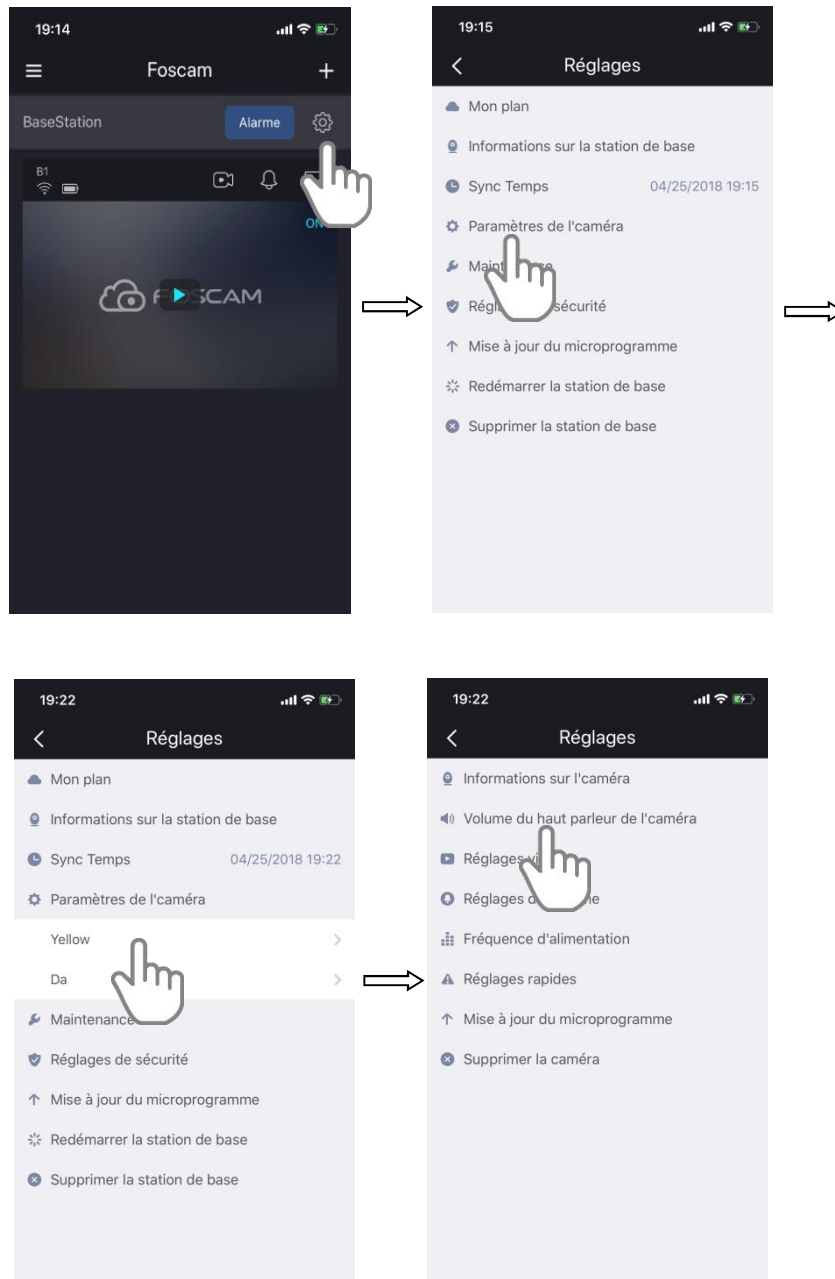 19:14
Foscam
BaseStation
Alarme
B1
ON
FOSCAM
19:15
Réglages
Mon plan
Informations sur la station de base
Sync Temps 04/25/2018 19:15
Paramètres de l'caméra
Réglages sécurité
Mise à jour du microprogramme
Redémarrer la station de base
Supprimer la station de base
19:22
Réglages
Mon plan
Informations sur la station de base
Sync Temps 04/25/2018 19:22
Paramètres de l'caméra
Yellow
Da
Maintenance
Réglages de sécurité
Mise à jour du microprogramme
Redémarrer la station de base
Supprimer la station de base
19:22
Réglages
Informations sur l'caméra
Volume du haut parleur de l'caméra
Réglages
Réglages
Fréquence d'alimentation
Réglages rapides
Mise à jour du microprogramme
Supprimer la caméra